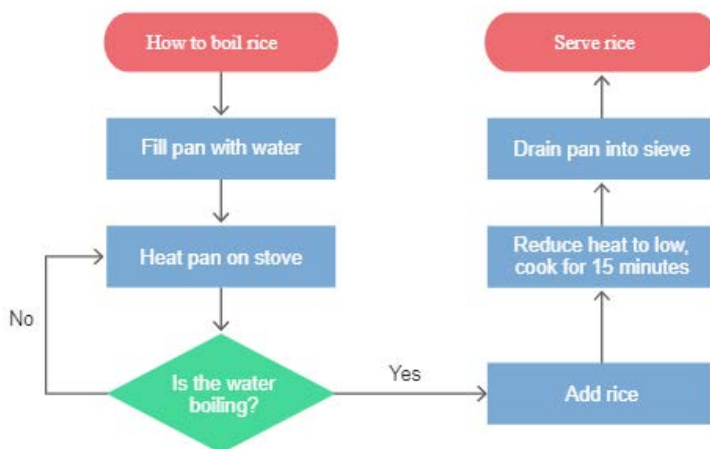 How to boil rice
Fill pan with water
Heat pan on stove
No
Is the water
boiling?
Yes
Add rice
Reduce heat to low,
cook for 15 minutes
Drain pan into sieve
Serve rice